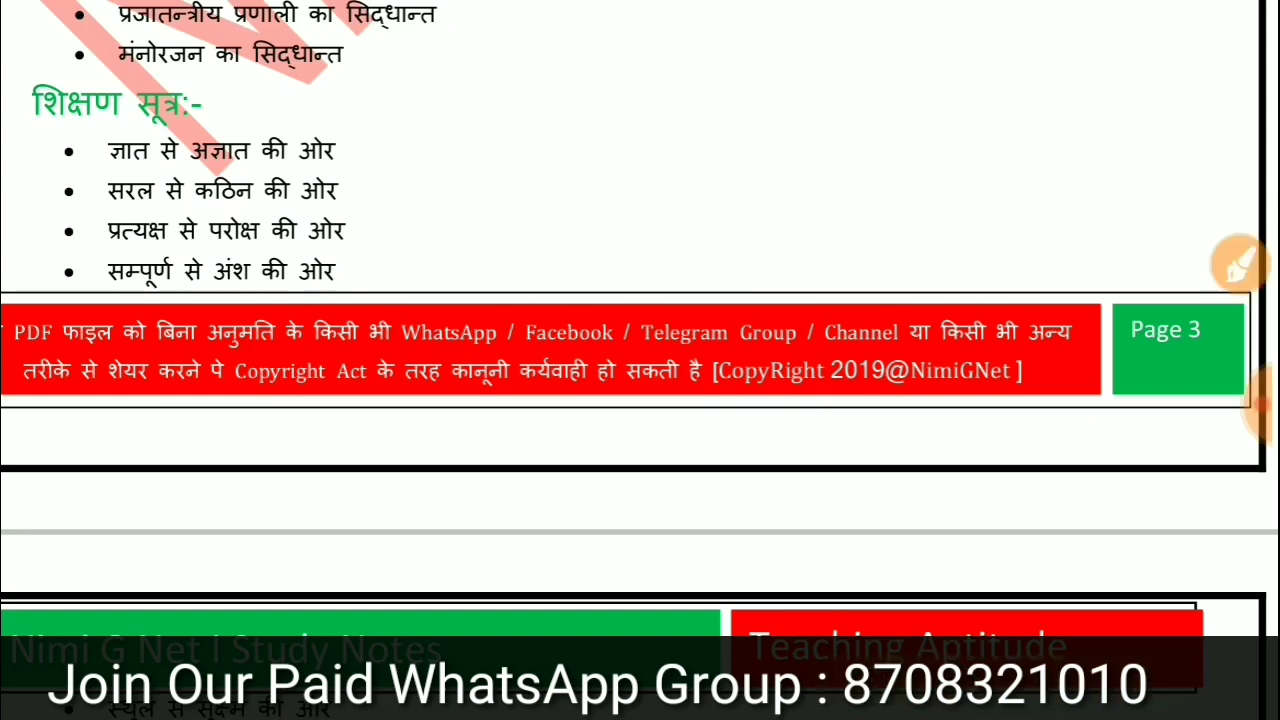 प्रजातन्त्रीय प्रणाली का सिद्धान्त
मंनोरजन का सिद्धान्त
शिक्षण सूत्र:-
ज्ञात से अज्ञात की ओर
सरल से कठिन की ओर
प्रत्यक्ष से परोक्ष की ओर
सम्पूर्ण से अंश की ओर
PDF फाइल को बिना अनुमति के किसी भी WhatsApp / Facebook / Telegram Group / Channel या किसी भी अन्य
तरीके से शेयर करने पे Copyright Act के तरह कानूनी कर्यवाही हो सकती है [CopyRight 2019@NimiGNet ]
Page 3
Nimi G Net I Study Notes
Teaching Aptitude
Join Our Paid WhatsApp Group : 8708321010
स्थूल से सूक्ष्म की ओर